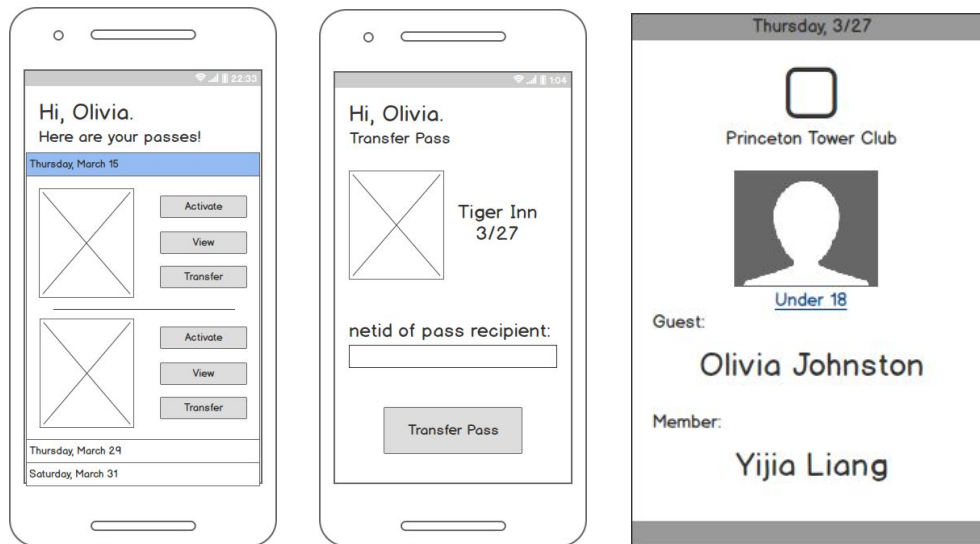 22:33
Hi, Olivia.
Here are your passes!
Thursday, March 15
Activate
View
Transfer
Activate
View
Transfer
Thursday, March 29
Saturday, March 31
1:04
Hi, Olivia.
Transfer Pass
Tiger Inn
3/27
netid of pass recipient:
Transfer Pass
Thursday, 3/27
Princeton Tower Club
Under 18
Guest:
Olivia Johnston
Member:
Yijia Liang